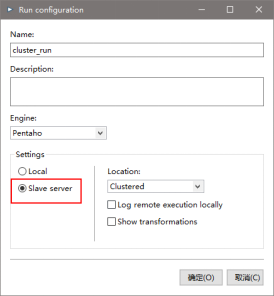 Run configuration
Name:
cluster_run
Description:
Engine:
Pentaho
Settings
Local
Slave server
Location:
Clustered
Log remote execution locally
Show transformations
确定(O)
取消(C)